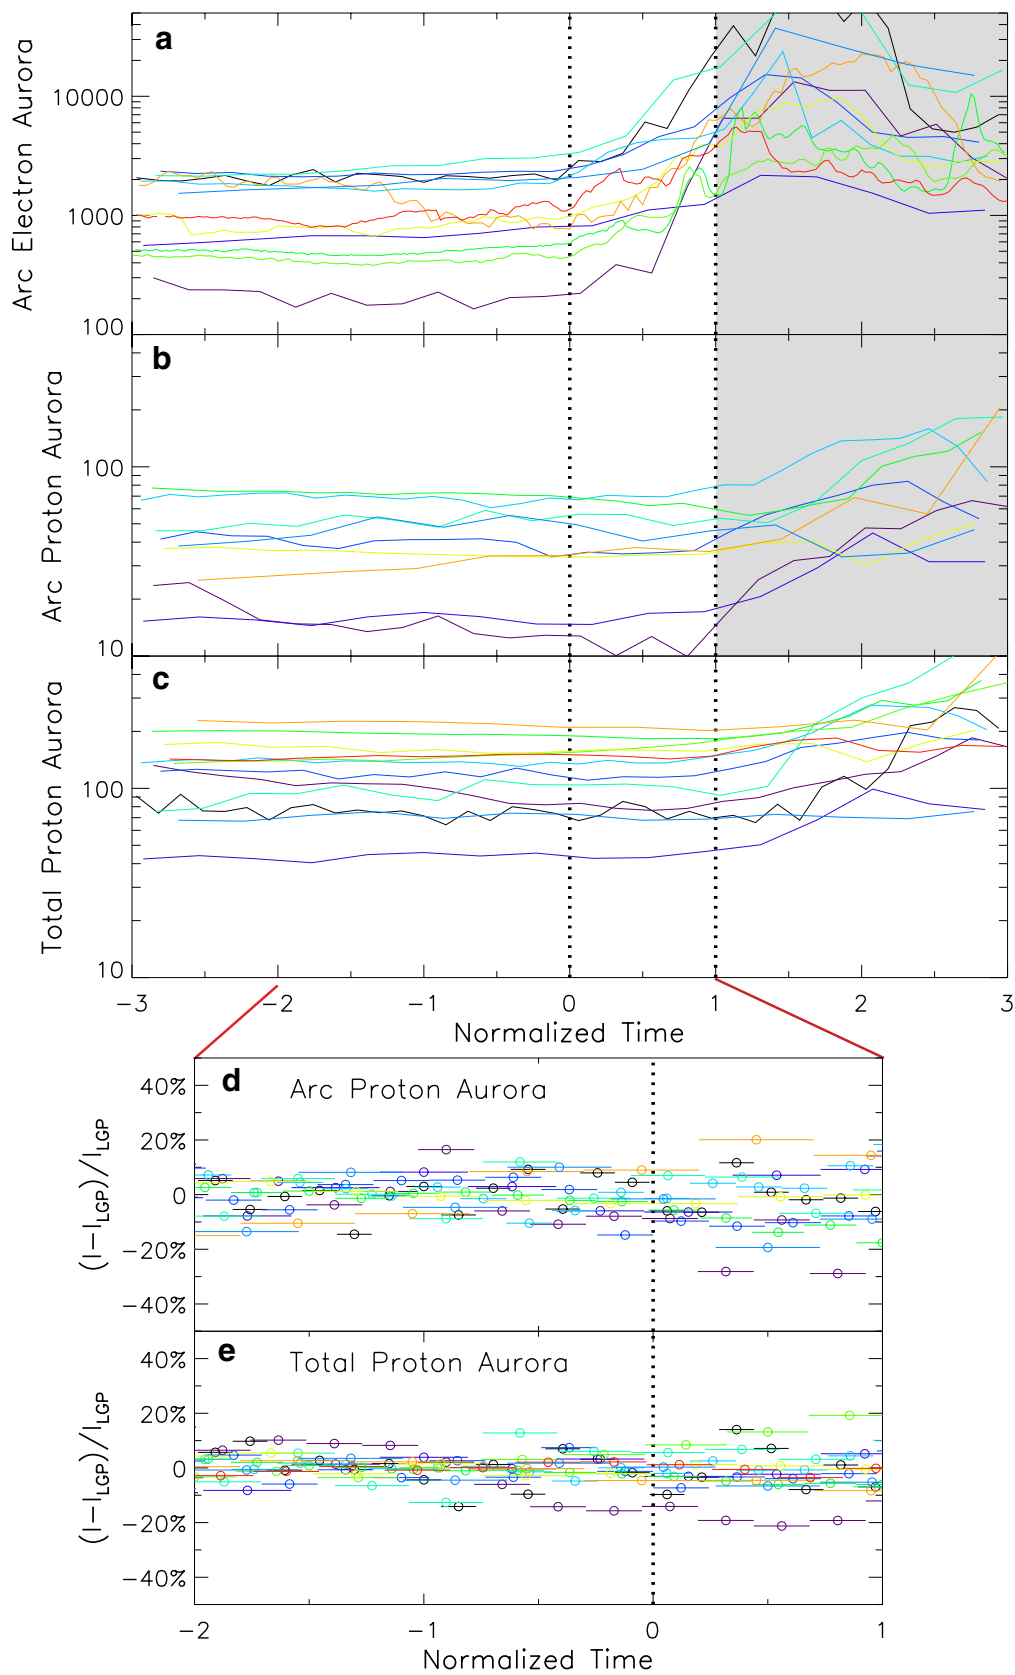 a
Arc Electron Aurora
10000
1000
100
b
Arc Proton Aurora
100
10
c
Total Proton Aurora
100
10
−3 −2 −1 0 1 2 3
Normalized Time
d
Arc Proton Aurora
(I−I_LGP)/I_LGP
40%
20%
0
−20%
−40%
e
Total Proton Aurora
(I−I_LGP)/I_LGP
40%
20%
0
−20%
−40%
−2 −1 0 1
Normalized Time